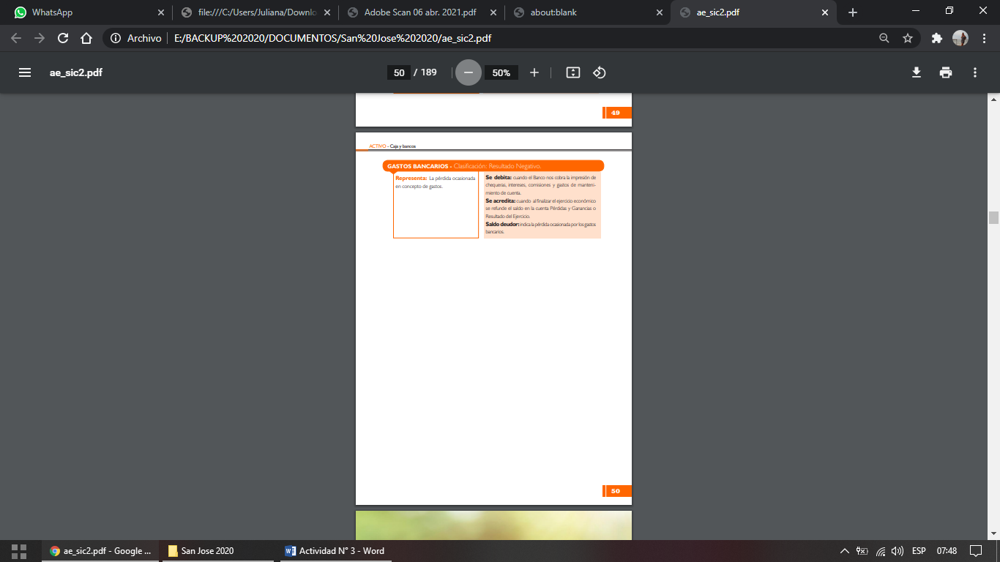 WhatsApp
file:///C:/Users/Juliana/Downlo
Adobe Scan 06 abr. 2021.pdf
about:blank
ae_sic2.pdf
Archivo
E:/BACKUP%202020/DOCUMENTOS/San%20Jose%202020/ae_sic2.pdf
ae_sic2.pdf
50 / 189
50%
49
ACTIVO - Caja y bancos
GASTOS BANCARIOS - Clasificación: Resultado Negativo.
Representa: La pérdida ocasionada
en concepto de gastos.
Se debita: cuando el Banco nos cobra la impresión de
chequeras, intereses, comisiones y gastos de manteni-
miento de cuenta.
Se acredita: cuando al finalizar el ejercicio económico
se refunde el saldo en la cuenta Pérdidas y Ganancias o
Resultado del Ejercicio.
Saldo deudor: indica la pérdida ocasionada por los gastos
bancarios.
50
ae_sic2.pdf - Google ...
San Jose 2020
Actividad N° 3 - Word
ESP
07:48